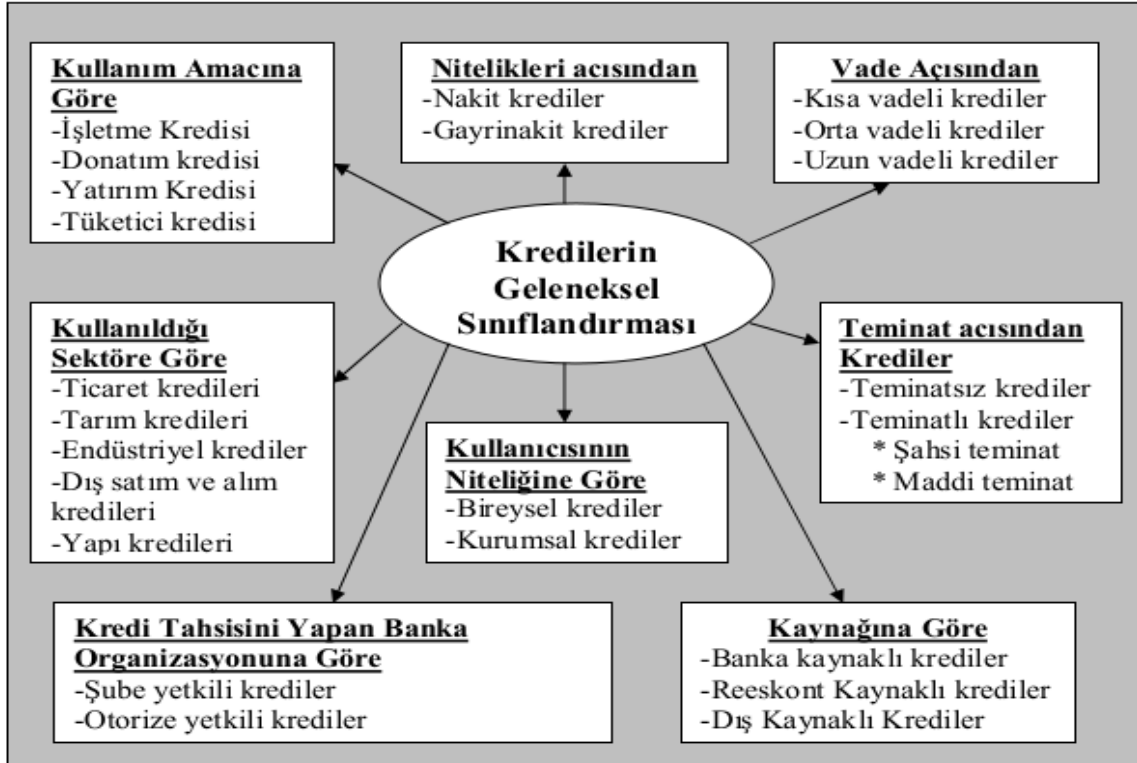 Kullanım Amacına
Göre
-İşletme Kredisi
-Donatım kredisi
-Yatırım Kredisi
-Tüketici kredisi
Nitelikleri acısından
-Nakit krediler
-Gayrinakit krediler
Vade Açısından
-Kısa vadeli krediler
-Orta vadeli krediler
-Uzun vadeli krediler
Kredilerin
Geleneksel
Sınıflandırması
Kullanıldığı
Sektöre Göre
-Ticaret kredileri
-Tarım kredileri
-Endüstriyel krediler
-Dış satım ve alım
kredileri
-Yapı kredileri
Kullanıcısının
Niteliğine Göre
-Bireysel krediler
-Kurumsal krediler
Teminat acısından
Krediler
-Teminatsız krediler
-Teminatlı krediler
* Şahsi teminat
* Maddi teminat
Kredi Tahsisini Yapan Banka
Organizasyonuna Göre
-Şube yetkili krediler
-Otorize yetkili krediler
Kaynağına Göre
-Banka kaynaklı krediler
-Reeskont Kaynaklı krediler
-Dış Kaynaklı Krediler